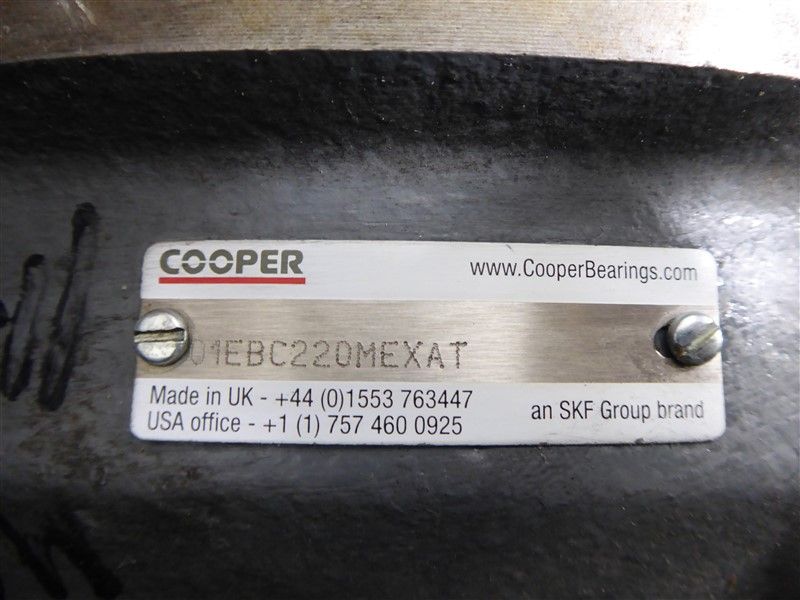 COOPER
www.CooperBearings.com
01EBC220MEXAT
Made in UK - +44 (0)1553 763447
USA office - +1 (1) 757 460 0925
an SKF Group brand